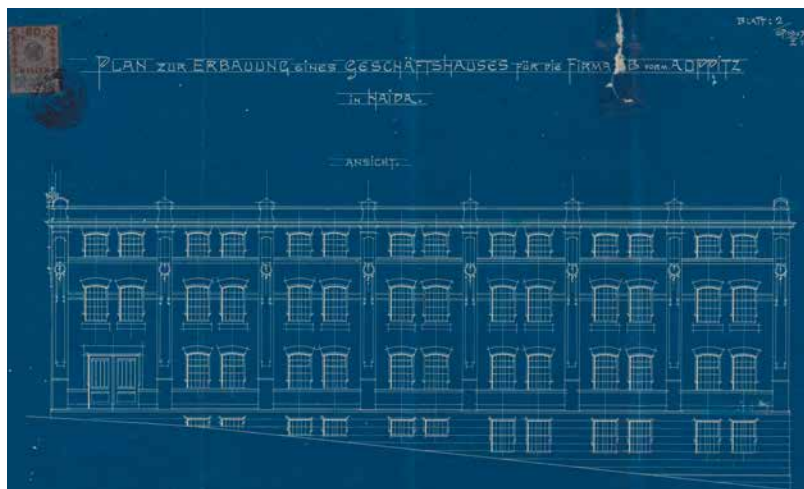 BLATT: 2
PLAN ZUR ERBAUUNG EINES GESCHÄFTSHAUSES FÜR DIE FIRMA B VORM. A. OPPITZ
IN HAIDA.
ANSICHT.